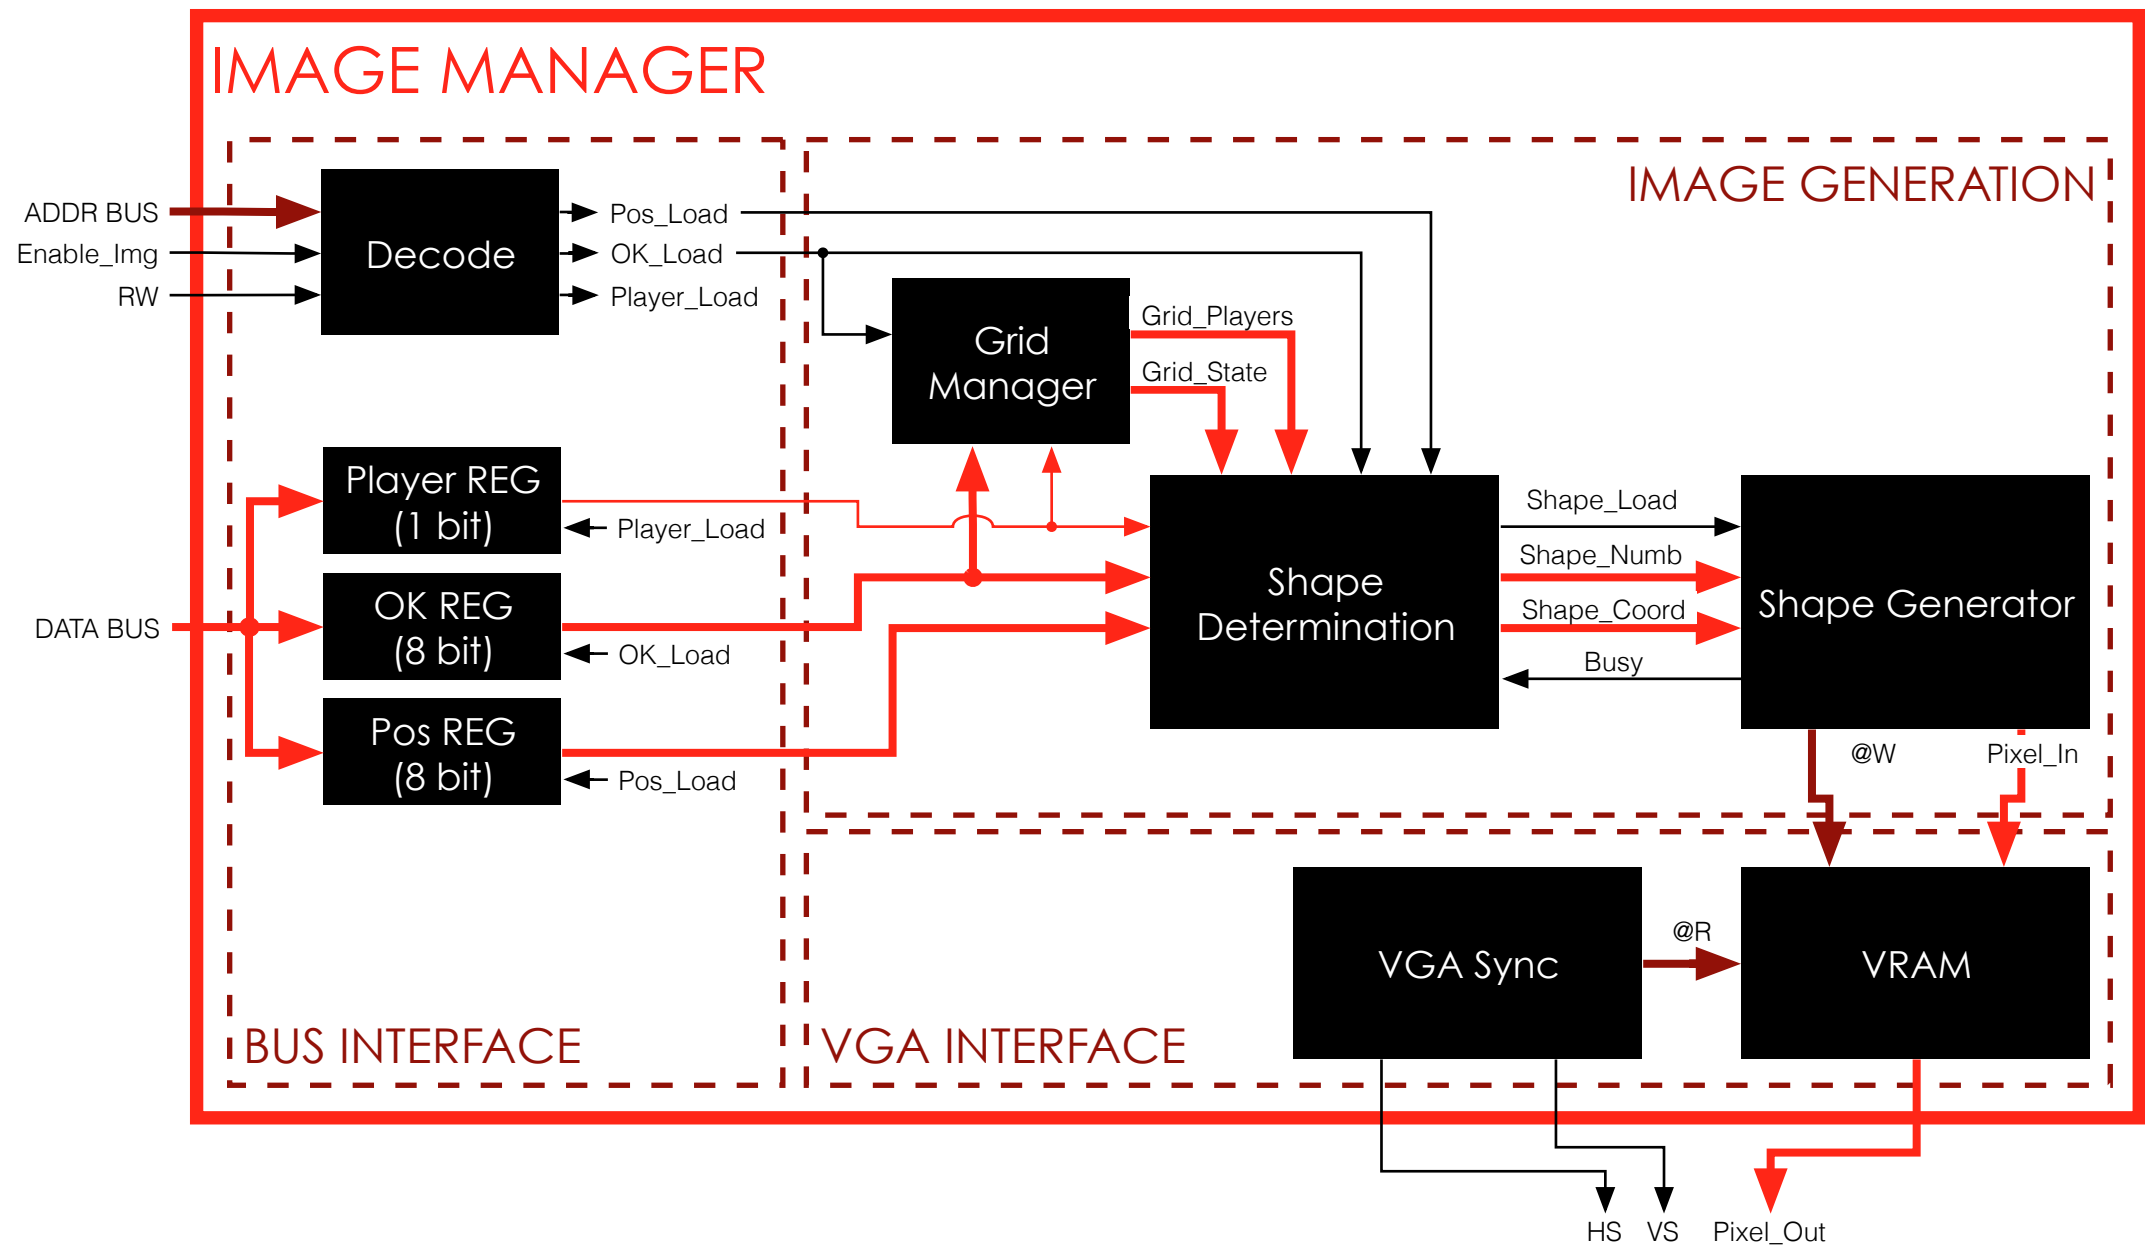 IMAGE MANAGER
IMAGE GENERATION
ADDR BUS
Enable_Img
RW
Decode
Pos_Load
OK_Load
Player_Load
Grid
Manager
Grid_Players
Grid_State
Player REG
(1 bit)
Player_Load
OK REG
(8 bit)
OK_Load
DATA BUS
Pos REG
(8 bit)
Pos_Load
Shape
Determination
Shape_Load
Shape_Numb
Shape_Coord
Busy
Shape Generator
@W
Pixel_In
VGA Sync
@R
VRAM
BUS INTERFACE
VGA INTERFACE
HS
VS
Pixel_Out